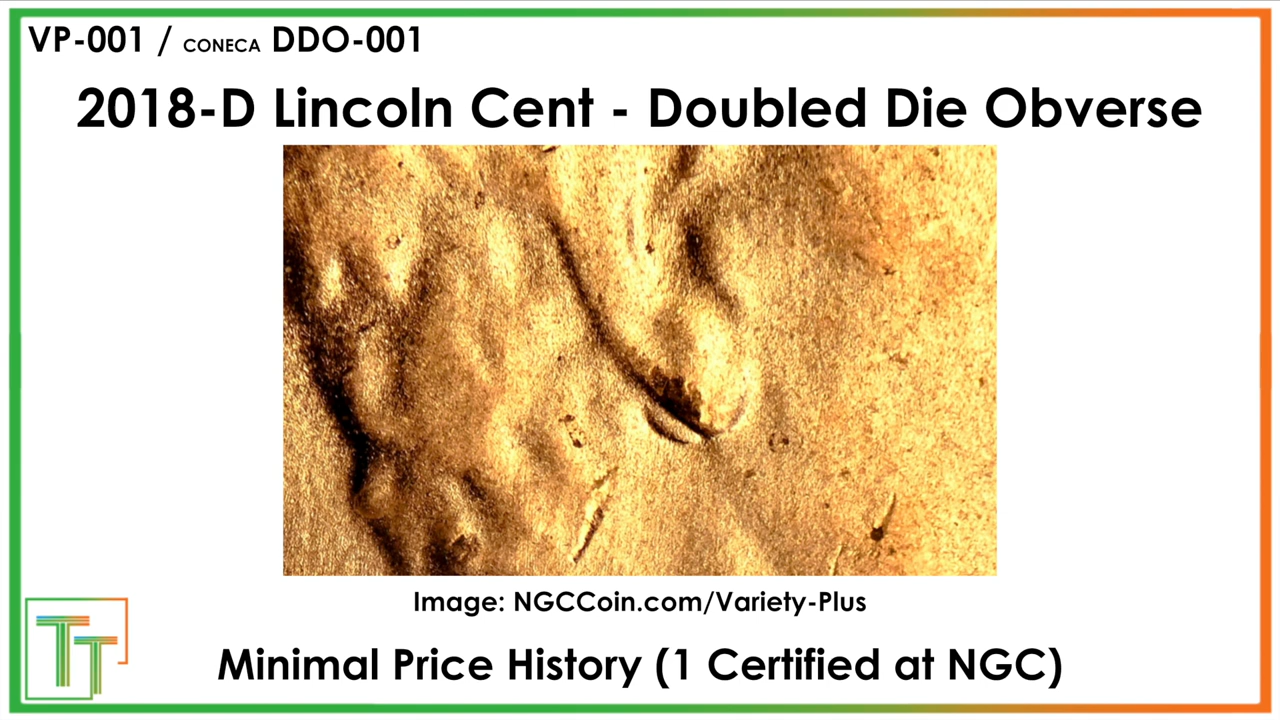 VP-001 / CONECA DDO-001
2018-D Lincoln Cent - Doubled Die Obverse
Image: NGCCoin.com/Variety-Plus
TT
Minimal Price History (1 Certified at NGC)